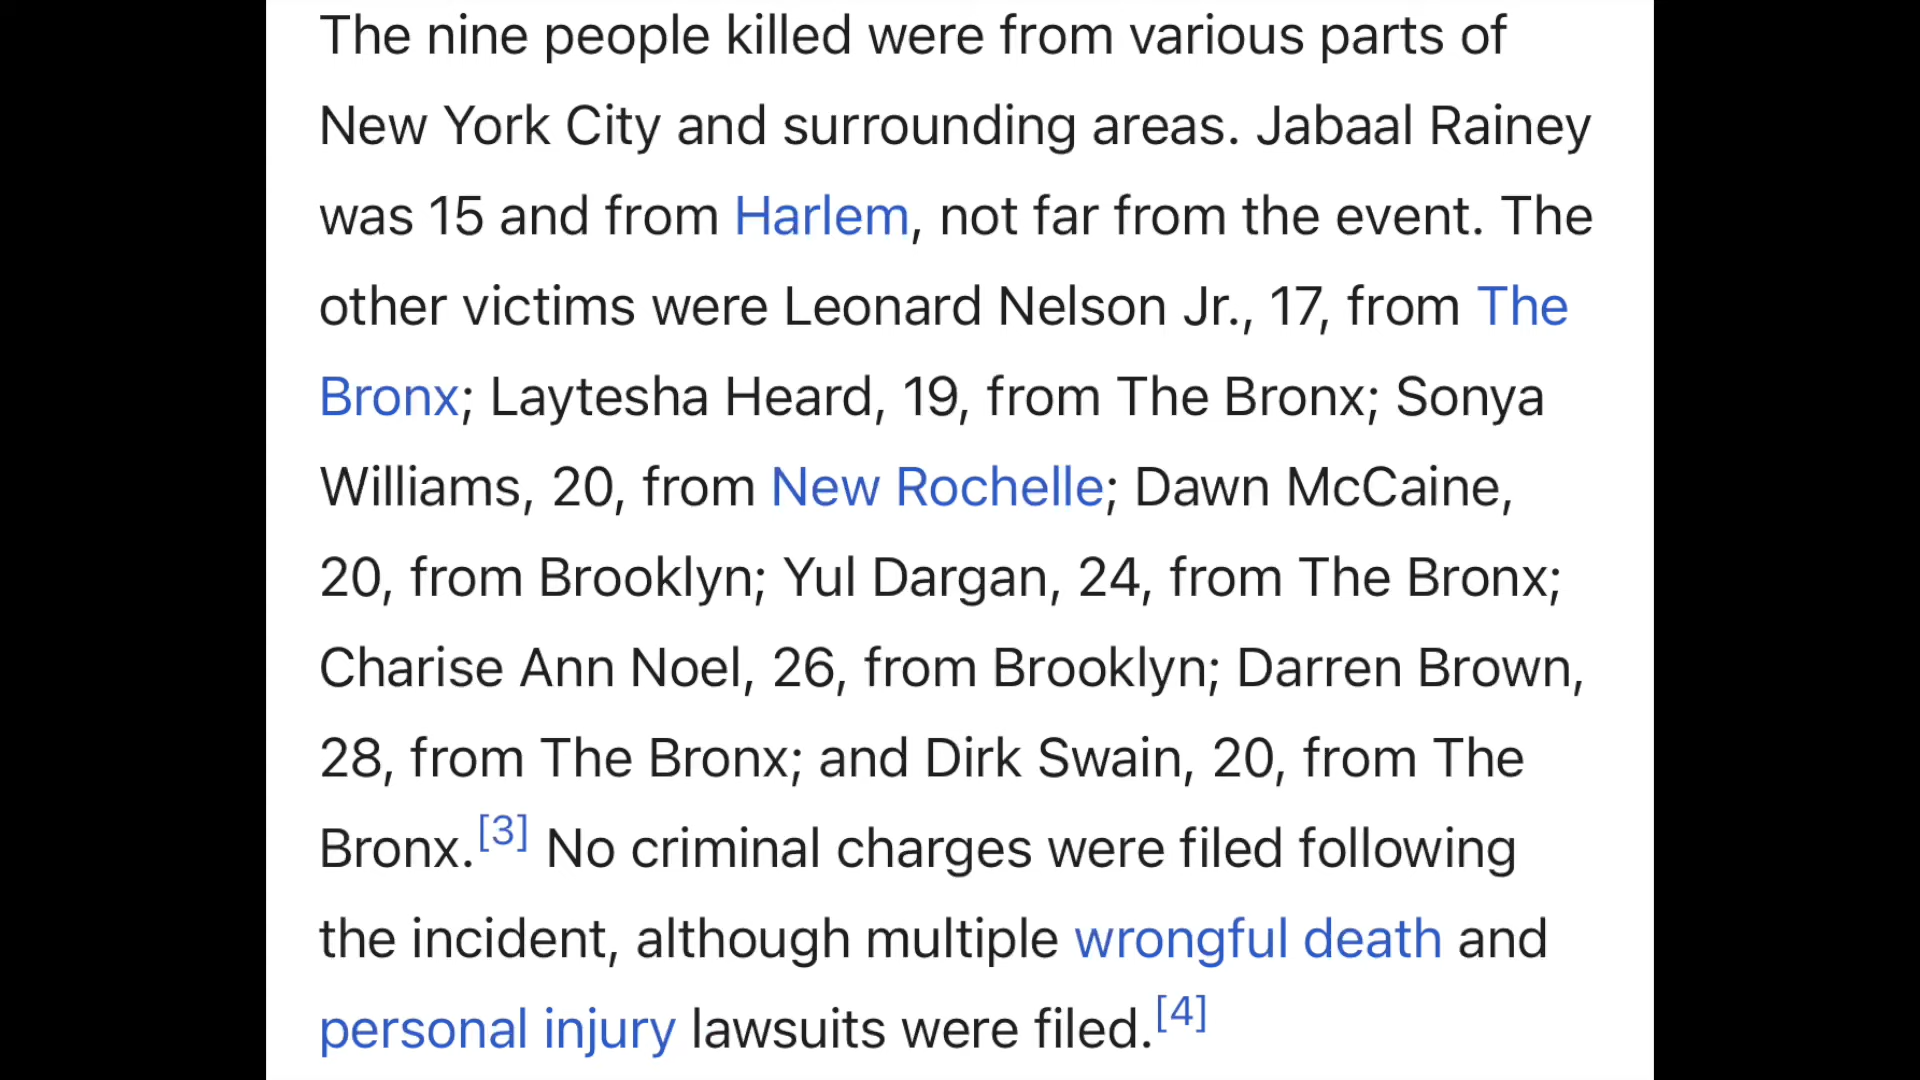 The nine people killed were from various parts of
New York City and surrounding areas. Jabaal Rainey
was 15 and from Harlem, not far from the event. The
other victims were Leonard Nelson Jr., 17, from The
Bronx; Laytesha Heard, 19, from The Bronx; Sonya
Williams, 20, from New Rochelle; Dawn McCaine,
20, from Brooklyn; Yul Dargan, 24, from The Bronx;
Charise Ann Noel, 26, from Brooklyn; Darren Brown,
28, from The Bronx; and Dirk Swain, 20, from The
Bronx.[3] No criminal charges were filed following
the incident, although multiple wrongful death and
personal injury lawsuits were filed.[4]